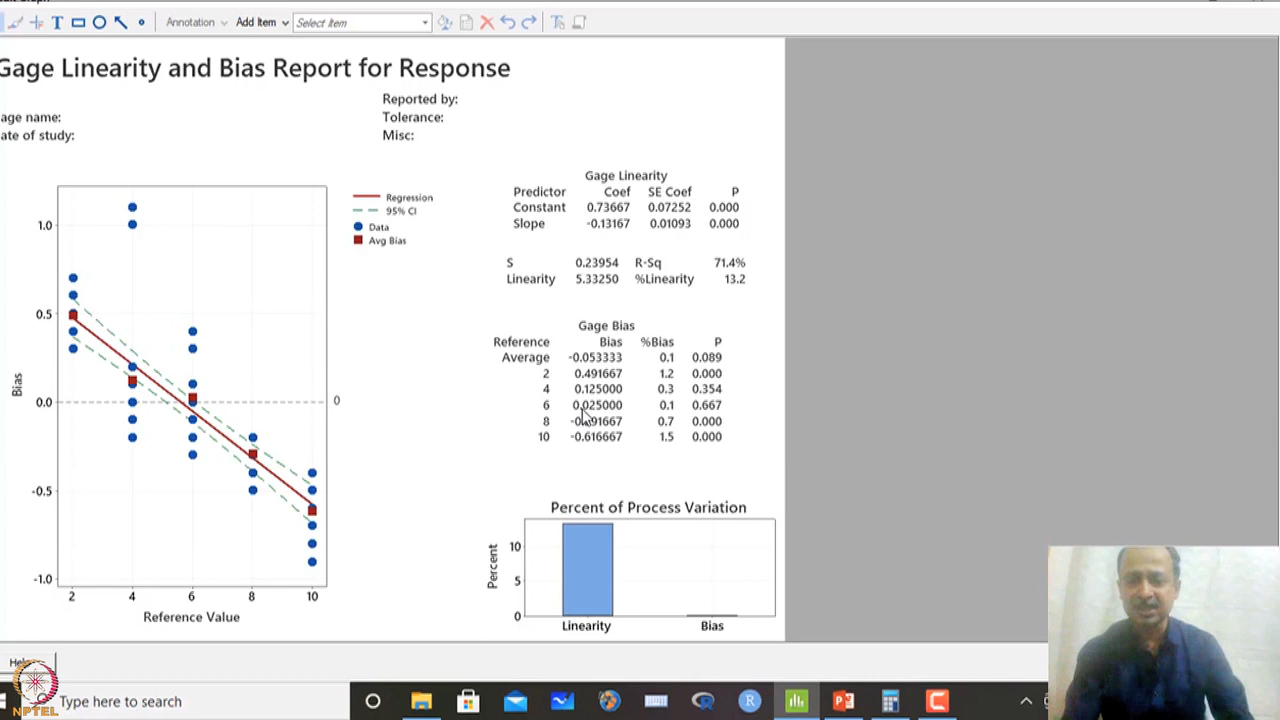 Annotation
Add Item
Select Item
Gage Linearity and Bias Report for Response
Reported by:
age name:
Tolerance:
ate of study:
Misc:
Gage Linearity
Predictor Coef SE Coef P
Constant 0.73667 0.07252 0.000
Slope -0.13167 0.01093 0.000
S 0.23954 R-Sq 71.4%
Linearity 5.33250 %Linearity 13.2
Regression
95% CI
Data
Avg Bias
Gage Bias
Reference Bias %Bias P
Average -0.053333 0.1 0.089
2 0.491667 1.2 0.000
4 0.125000 0.3 0.354
6 0.025000 0.1 0.667
8 0.7 0.000
10 -0.616667 1.5 0.000
Bias
1.0
0.5
0.0
-0.5
-1.0
0
2 4 6 8 10
Reference Value
Percent of Process Variation
Percent
10
5
0
Linearity Bias
Hel
NPTEL
Type here to search
R